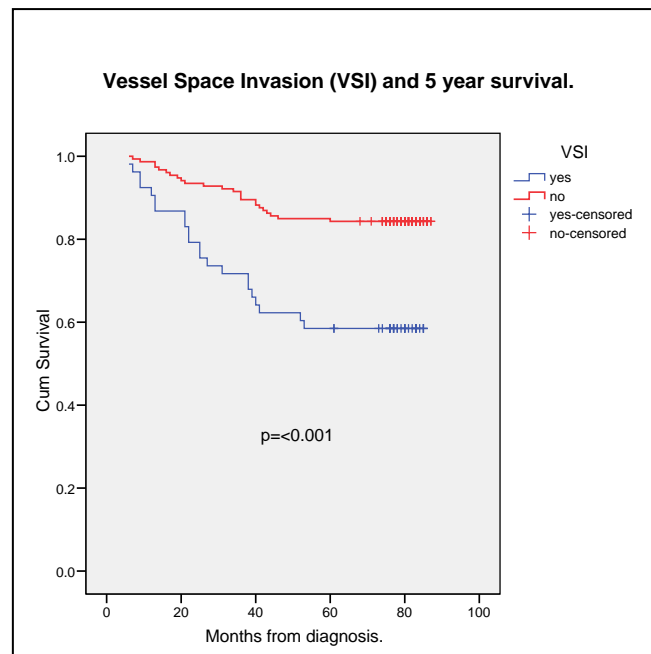 Vessel Space Invasion (VSI) and 5 year survival.
VSI
yes
no
yes-censored
no-censored
1.0
0.8
0.6
0.4
0.2
0.0
Cum Survival
p=<0.001
0 20 40 60 80 100
Months from diagnosis.